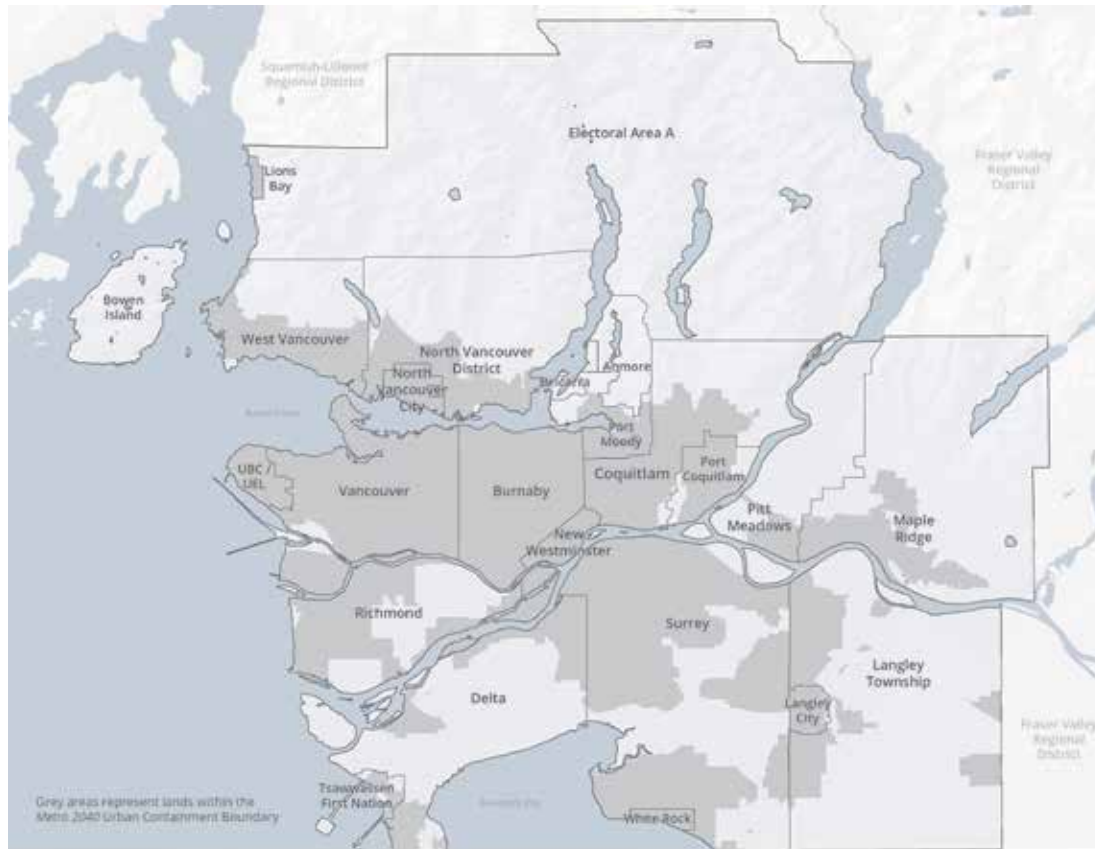 Squamish-Lillooet
Regional District
Electoral Area A
Fraser Valley
Regional
District
Lions
Bay
Bowen
Island
West Vancouver
North Vancouver
District
North
Vancouver
City
Belcarra
Anmore
Port
Moody
UBC /
UEL
Vancouver
Burnaby
Coquitlam
Port
Coquitlam
New
Westminster
Pitt
Meadows
Maple
Ridge
Richmond
Surrey
Langley
Township
Delta
Langley
City
Fraser Valley
Regional
District
Tsawwassen
First Nation
White Rock
Grey areas represent lands within the
Metro 2040 Urban Containment Boundary